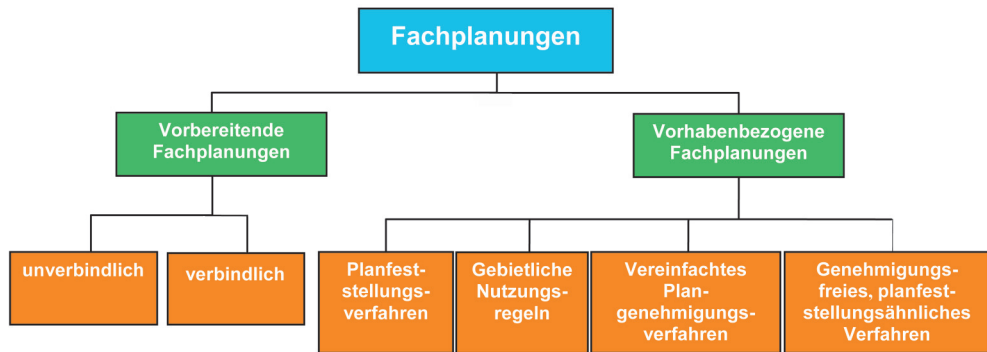 Fachplanungen
Vorbereitende
Fachplanungen
Vorhabenbezogene
Fachplanungen
unverbindlich
verbindlich
Planfest-
stellungs-
verfahren
Gebietliche
Nutzungs-
regeln
Vereinfachtes
Plan-
genehmigungs-
verfahren
Genehmigungs-
freies, planfest-
stellungsähnliches
Verfahren